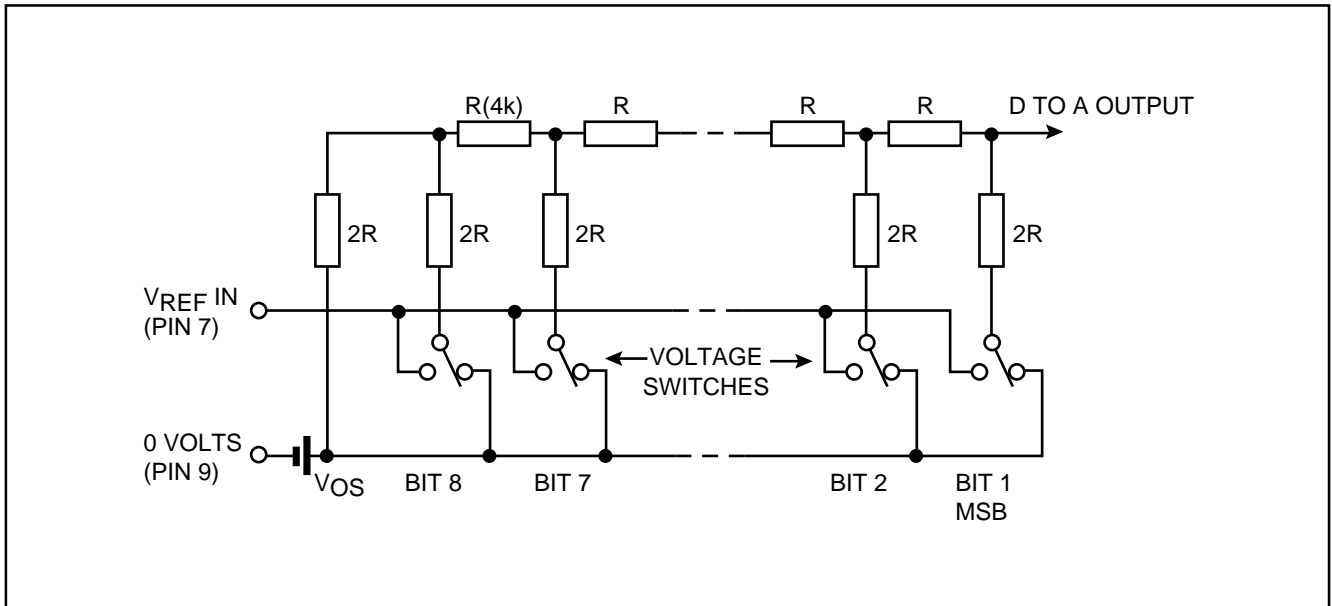 R(4k) R R R D TO A OUTPUT
2R 2R 2R 2R 2R
VREF IN
(PIN 7)
VOLTAGE
SWITCHES
0 VOLTS
(PIN 9)
VOS BIT 8 BIT 7 BIT 2 BIT 1
MSB